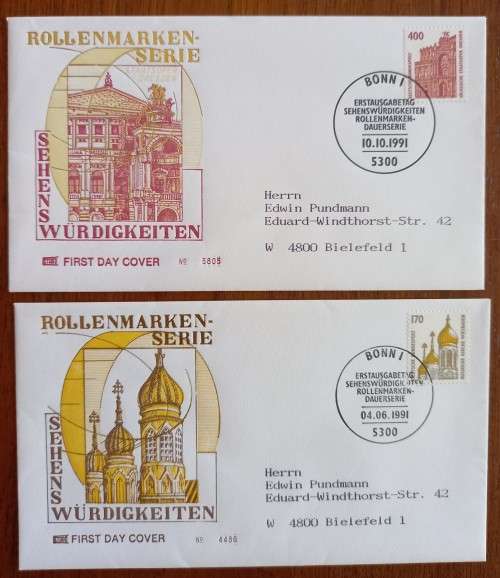 ROLLENMARKEN-
SERIE
SEHENS
WÜRDIGKEITEN
FIRST DAY COVER № 5805
400
BONN 1
ERSTAUSGABETAG
SEHENSWÜRDIGKEITEN
ROLLENMARKEN-
DAUERSERIE
10.10.1991
5300
Herrn
Edwin Pundmann
Eduard-Windthorst-Str. 42
W 4800 Bielefeld 1
ROLLENMARKEN-
SERIE
SEHENS
WÜRDIGKEITEN
FIRST DAY COVER № 4486
170
BONN 1
ERSTAUSGABETAG
SEHENSWÜRDIGKEITEN
ROLLENMARKEN-
DAUERSERIE
04.06.1991
5300
Herrn
Edwin Pundmann
Eduard-Windthorst-Str. 42
W 4800 Bielefeld 1